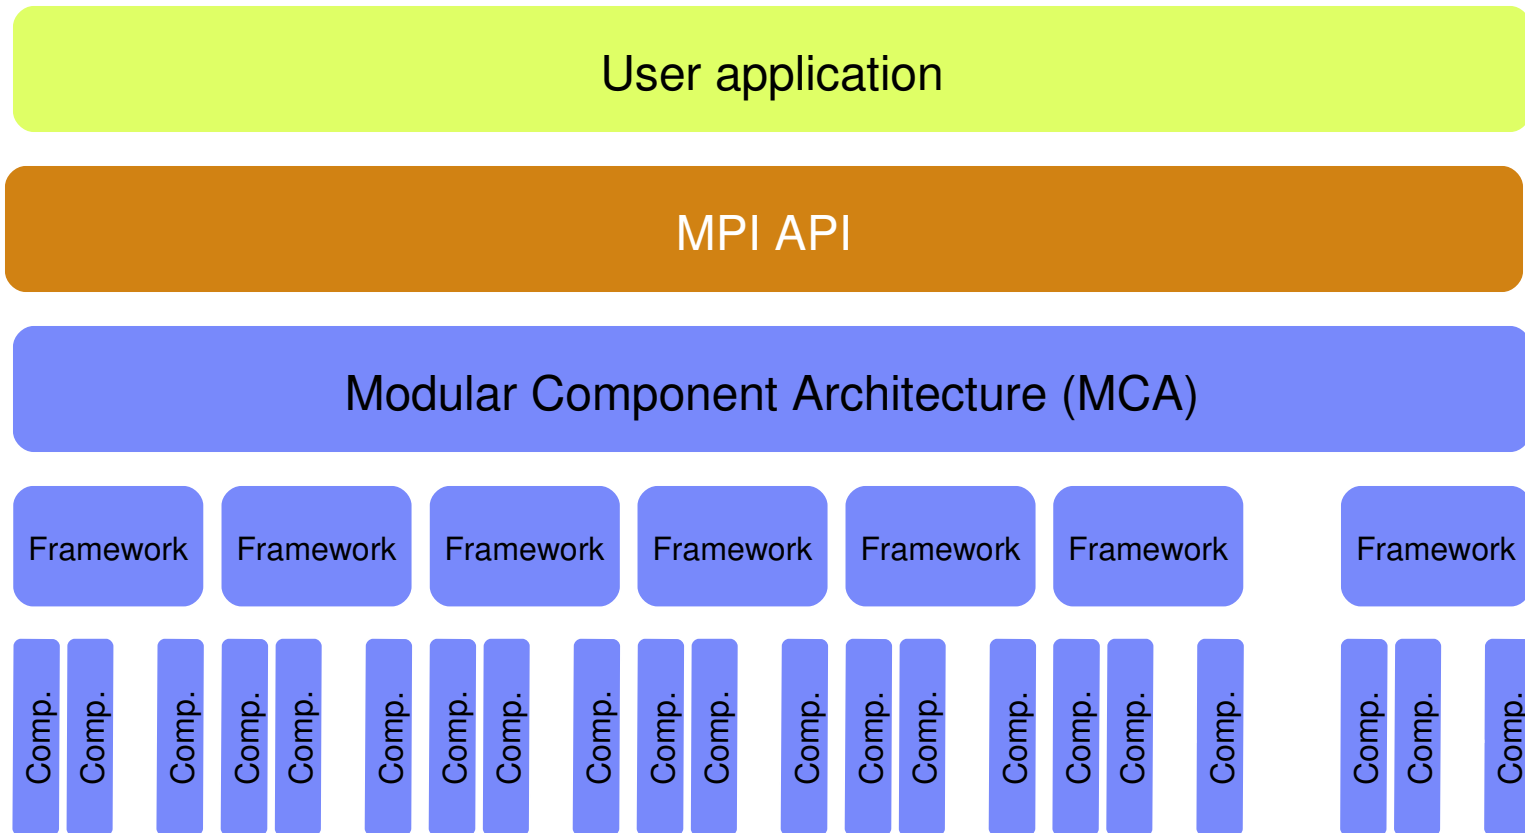 User application
MPI API
Modular Component Architecture (MCA)
Framework Framework Framework Framework Framework Framework Framework
Comp. Comp. Comp. Comp. Comp. Comp. Comp. Comp. Comp. Comp. Comp. Comp. Comp. Comp. Comp. Comp. Comp. Comp. Comp. Comp. Comp.